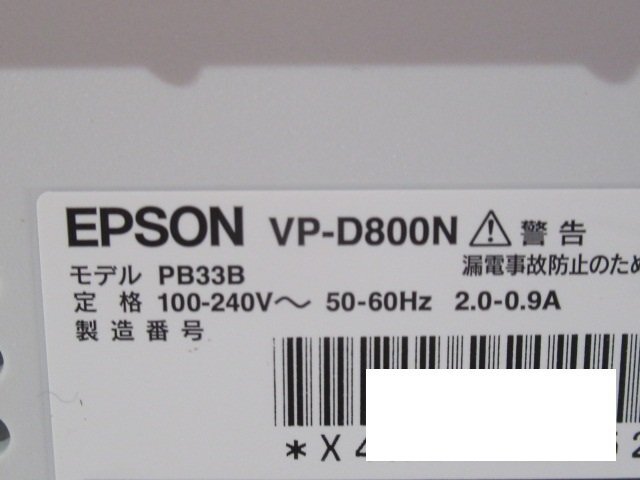 EPSON VP-D800N ⚠ 警告
漏電事故防止のため
モデル PB33B
定格 100-240V～ 50-60Hz 2.0-0.9A
製造番号
*X4